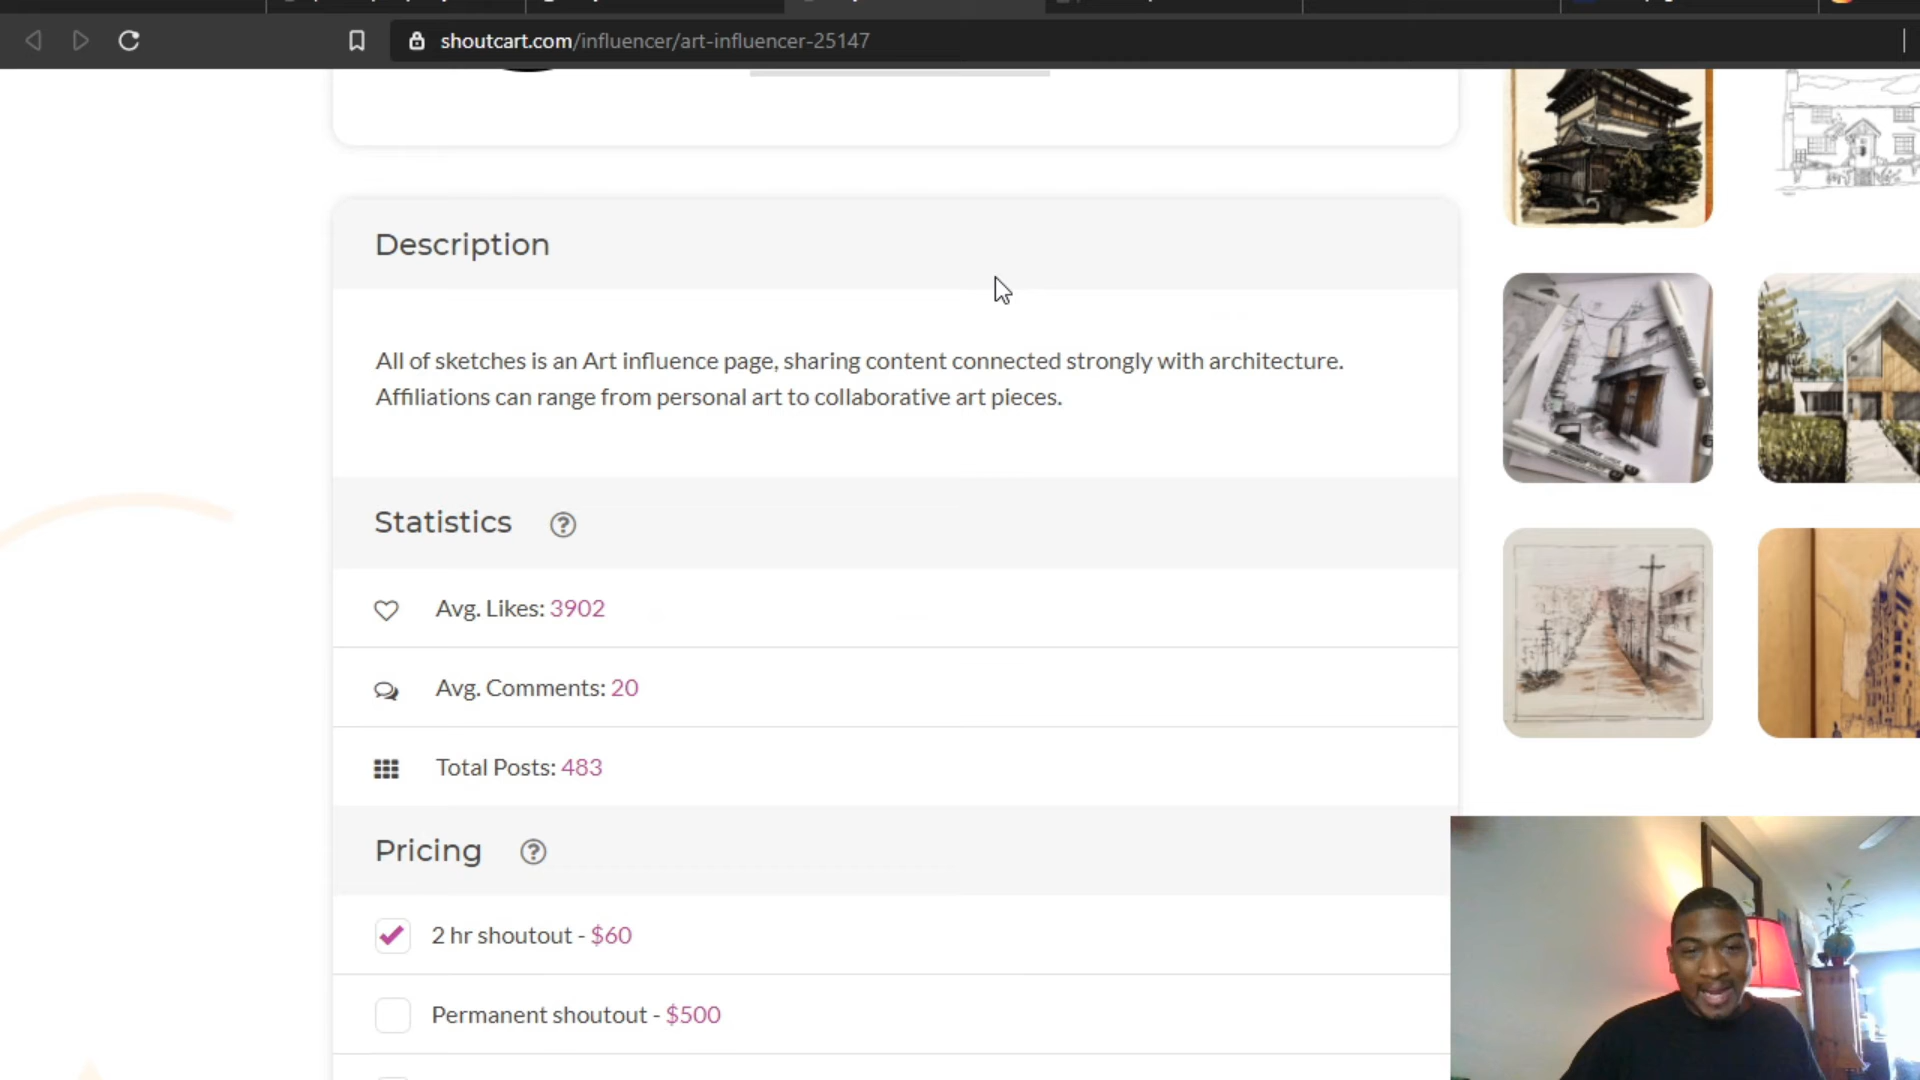 shoutcart.com/influencer/art-influencer-25147
Description
All of sketches is an Art influence page, sharing content connected strongly with architecture.
Affiliations can range from personal art to collaborative art pieces.
Statistics ?
Avg. Likes: 3902
Avg. Comments: 20
Total Posts: 483
Pricing ?
2 hr shoutout - $60
Permanent shoutout - $500